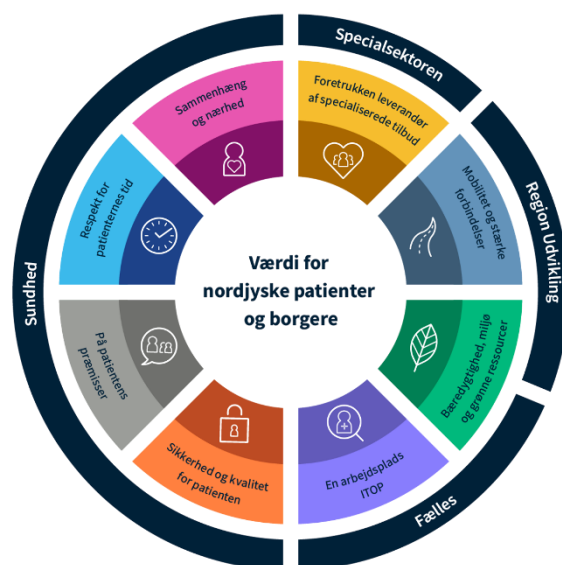 Specialsektoren
Region Udvikling
Fælles
Sundhed
Foretrukken leverandør
af specialiserede tilbud
Mobilitet og stærke
forbindelser
Bæredygtighed, miljø
og grønne ressourcer
En arbejdsplads
ITOP
Sikkerhed og kvalitet
for patienten
På patientens
præmisser
Respekt for
patienternes tid
Sammenhæng
og nærhed
Værdi for
nordjyske patienter
og borgere